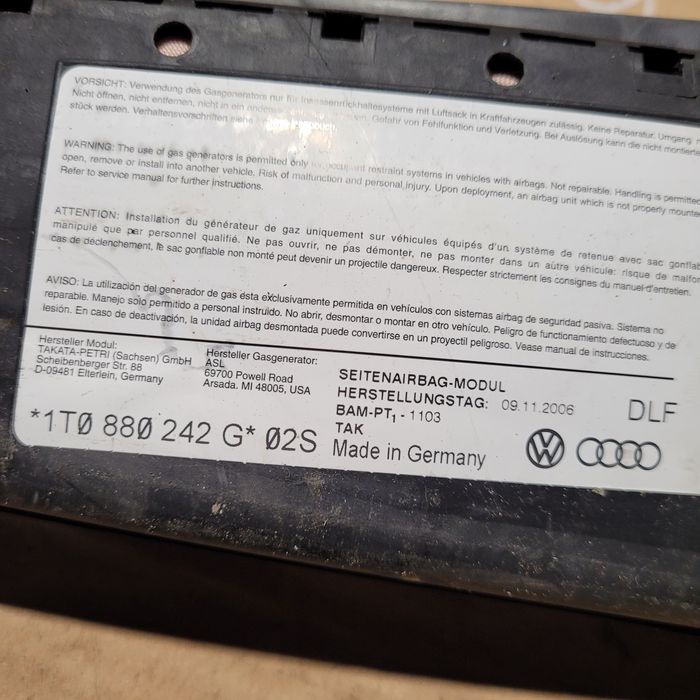 VORSICHT: Verwendung des Gasgenerators nur für Insassenrückhaltesysteme mit Luftsack in Kraftfahrzeugen zulässig. Keine Reparatur. Umgang
Nicht öffnen, nicht entfernen, nicht in ein anderes Gefahr von Fehlfunktion und Verletzung. Bei Auslösung kann die nicht montierte
stück werden. Verhaltensvorschriften siehe
WARNING: The use of gas generators is permitted only to occupant restraint systems in vehicles with airbags. Not repairable. Handling is permitted
open, remove or install into another vehicle. Risk of malfunction and personal injury. Upon deployment, an airbag unit which is not properly mounted
Refer to service manual for further instructions.
ATTENTION: Installation du générateur de gaz uniquement sur véhicules équipés d'un système de retenue avec sac gonflab
manipulé que par personnel qualifié. Ne pas ouvrir, ne pas démonter, ne pas monter dans un autre véhicule: risque de malfor
cas de déclenchement, le sac gonflable non monté peut devenir un projectile dangereux. Respecter strictement les consignes du manuel d'entretien.
AVISO: La utilización del generador de gas ésta exclusivamente permitida en vehículos con sistemas airbag de seguridad pasiva. Sistema no
reparable. Manejo solo permitido a personal instruido. No abrir, desmontar o montar en otro vehículo. Peligro de funcionamiento defectuoso y de
lesión. En caso de deactivación, la unidad airbag desmontada puede convertirse en un proyectil peligroso. Vease manual de instrucciones.
Hersteller Modul:
TAKATA-PETRI (Sachsen) GmbH
Scheibenberger Str. 88
D-09481 Elterlein, Germany
Hersteller Gasgenerator:
ASL
69700 Powell Road
Arsada. MI 48005, USA
SEITENAIRBAG-MODUL
HERSTELLUNGSTAG: 09.11.2006
BAM-PT₁ - 1103
TAK
Made in Germany
DLF
*1T0 880 242 G* 02S
VW